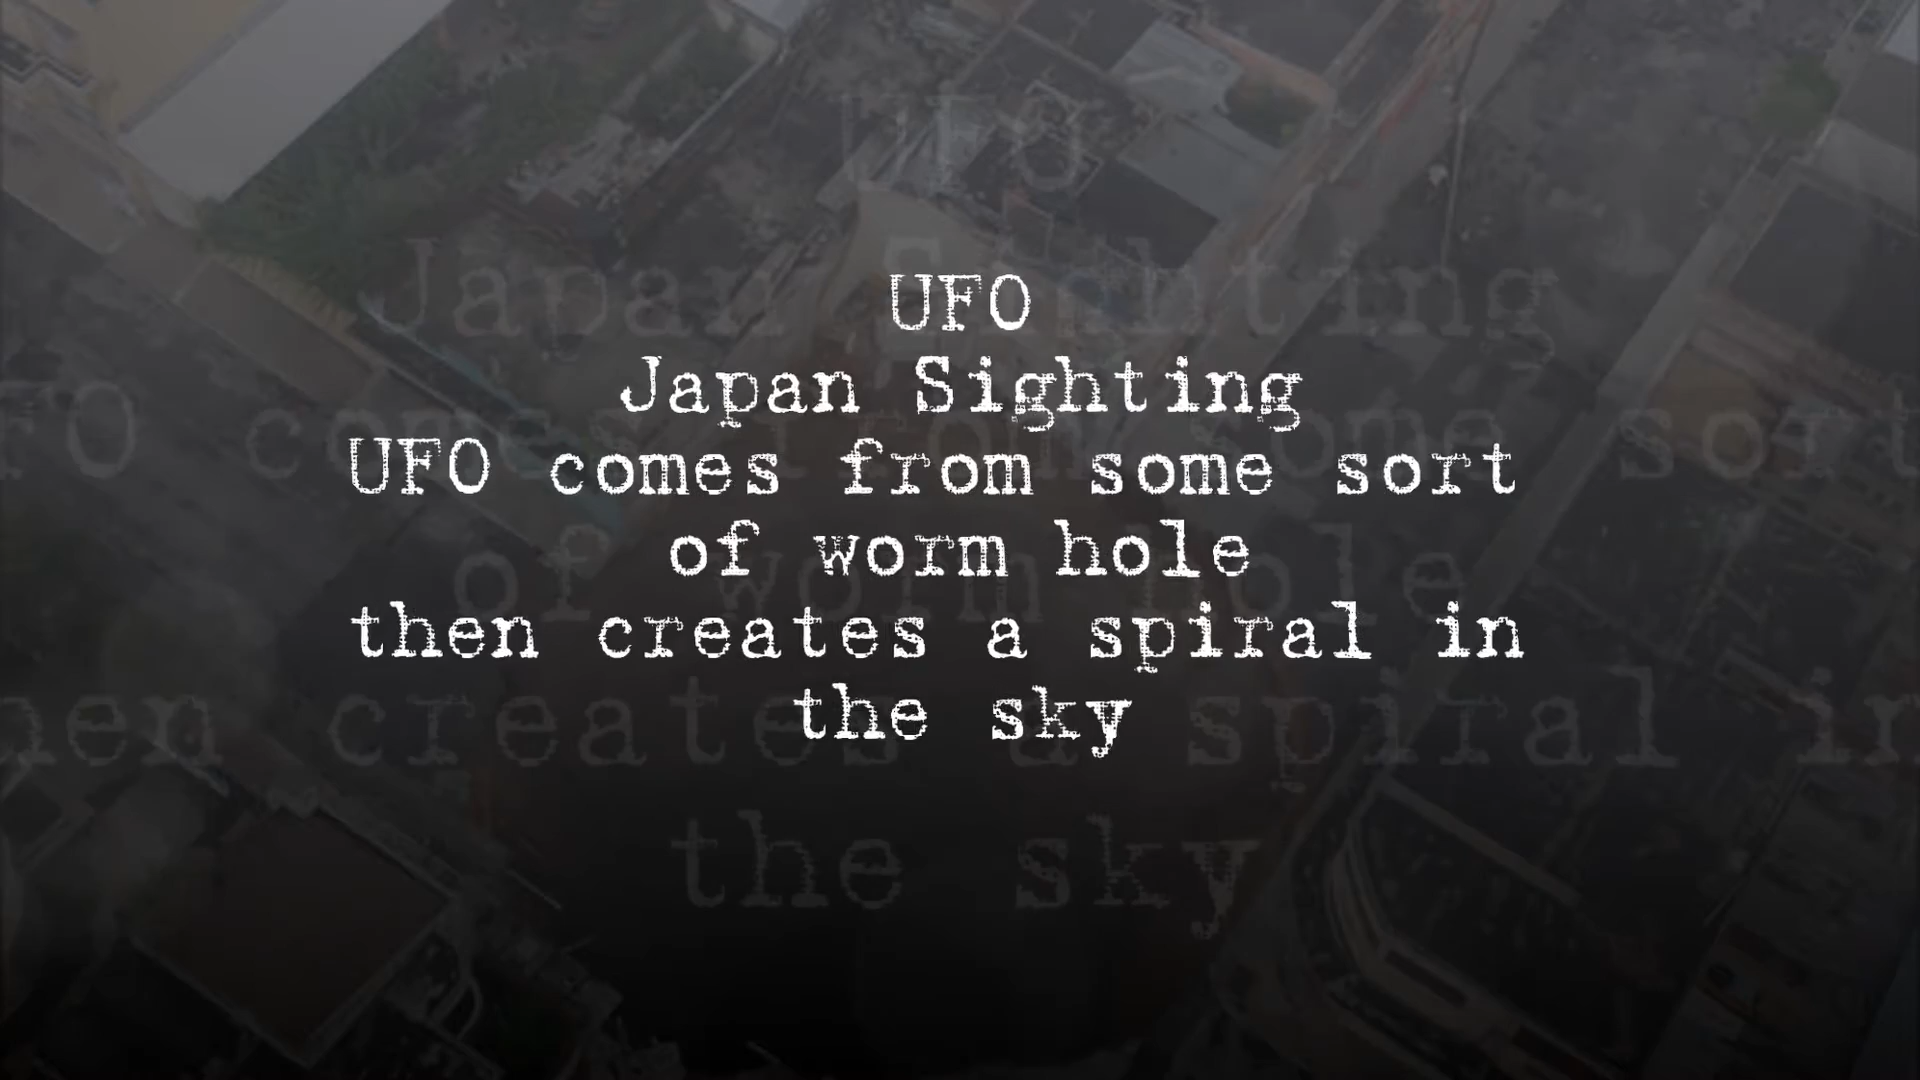 UFO
Japan Sighting
UFO comes from some sort
of worm hole
then creates a spiral in
the sky